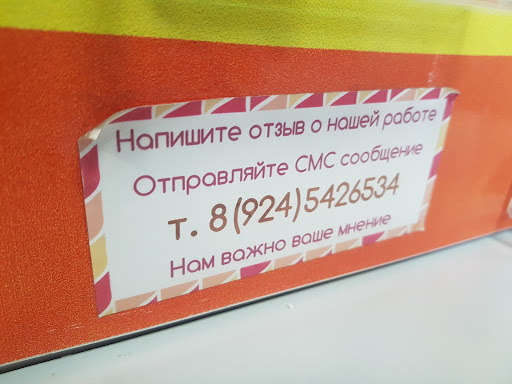 Напишите отзыв о нашей работе
Отправляйте СМС сообщение
т. 8(924)5426534
Нам важно ваше мнение